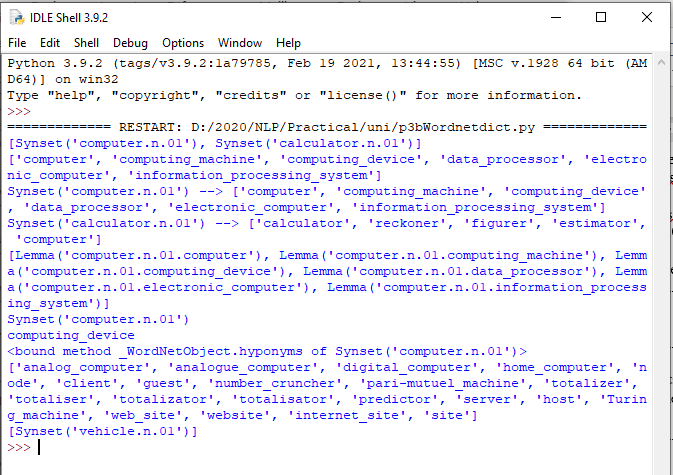 IDLE Shell 3.9.2
File Edit Shell Debug Options Window Help
Python 3.9.2 (tags/v3.9.2:1a79785, Feb 19 2021, 13:44:55) [MSC v.1928 64 bit (AM
D64)] on win32
Type "help", "copyright", "credits" or "license()" for more information.
>>>
============= RESTART: D:/2020/NLP/Practical/uni/p3bWordnetdict.py =============
[Synset('computer.n.01'), Synset('calculator.n.01')]
['computer', 'computing_machine', 'computing_device', 'data_processor', 'electro
nic_computer', 'information_processing_system']
Synset('computer.n.01') --> ['computer', 'computing_machine', 'computing_device'
, 'data_processor', 'electronic_computer', 'information_processing_system']
Synset('calculator.n.01') --> ['calculator', 'reckoner', 'figurer', 'estimator',
 'computer']
[Lemma('computer.n.01.computer'), Lemma('computer.n.01.computing_machine'), Lemm
a('computer.n.01.computing_device'), Lemma('computer.n.01.data_processor'), Lemm
a('computer.n.01.electronic_computer'), Lemma('computer.n.01.information_process
ing_system')]
Synset('computer.n.01')
computing_device
<bound method _WordNetObject.hyponyms of Synset('computer.n.01')>
['analog_computer', 'analogue_computer', 'digital_computer', 'home_computer', 'n
ode', 'client', 'guest', 'number_cruncher', 'pari-mutuel_machine', 'totalizer',
'totaliser', 'totalizator', 'totalisator', 'predictor', 'server', 'host', 'Turin
g_machine', 'web_site', 'website', 'internet_site', 'site']
[Synset('vehicle.n.01')]
>>>